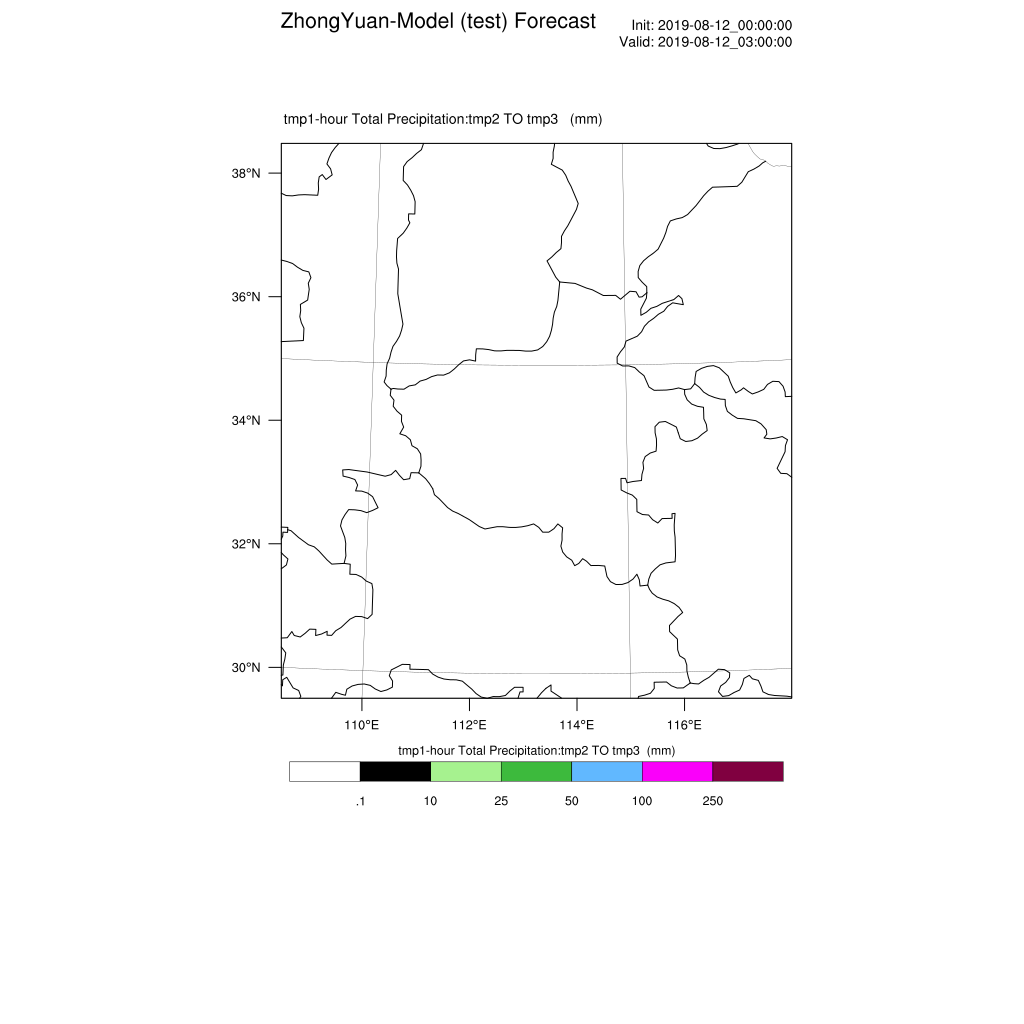 ZhongYuan-Model (test) Forecast
Init: 2019-08-12_00:00:00
Valid: 2019-08-12_03:00:00
tmp1-hour Total Precipitation:tmp2 TO tmp3 (mm)
38°N
36°N
34°N
32°N
30°N
110°E 112°E 114°E 116°E
tmp1-hour Total Precipitation:tmp2 TO tmp3 (mm)
.1 10 25 50 100 250